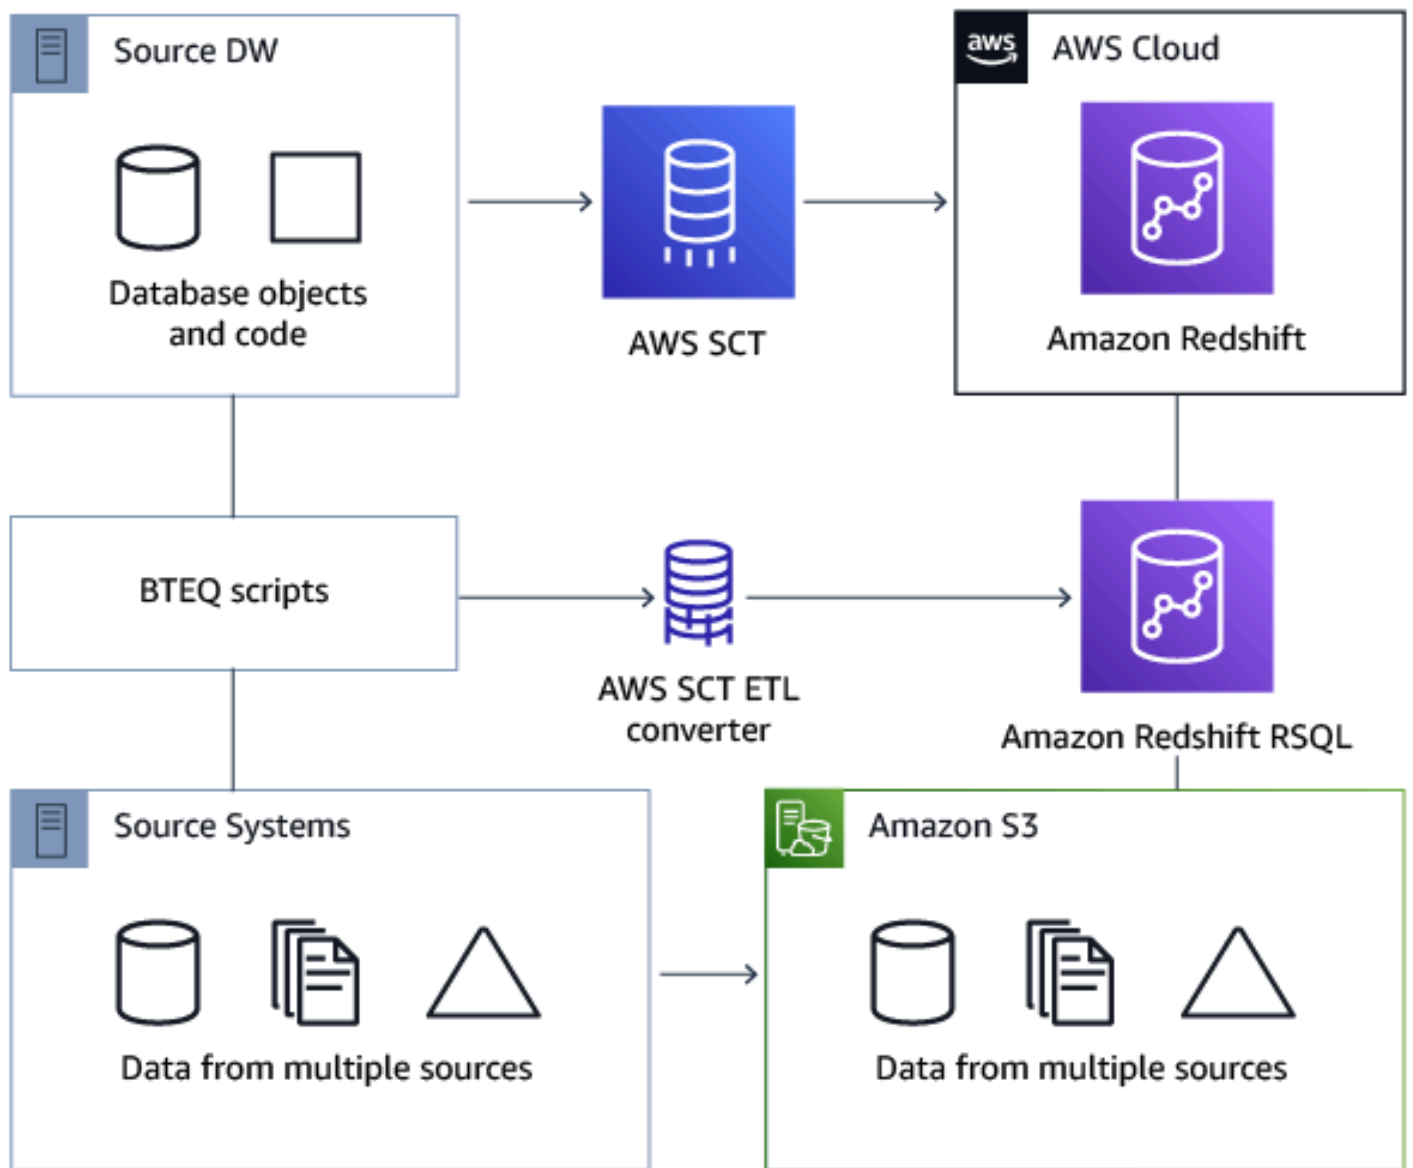 Source DW
aws
AWS Cloud
Database objects
and code
AWS SCT
Amazon Redshift
BTEQ scripts
AWS SCT ETL
converter
Amazon Redshift RSQL
Source Systems
Amazon S3
Data from multiple sources
Data from multiple sources